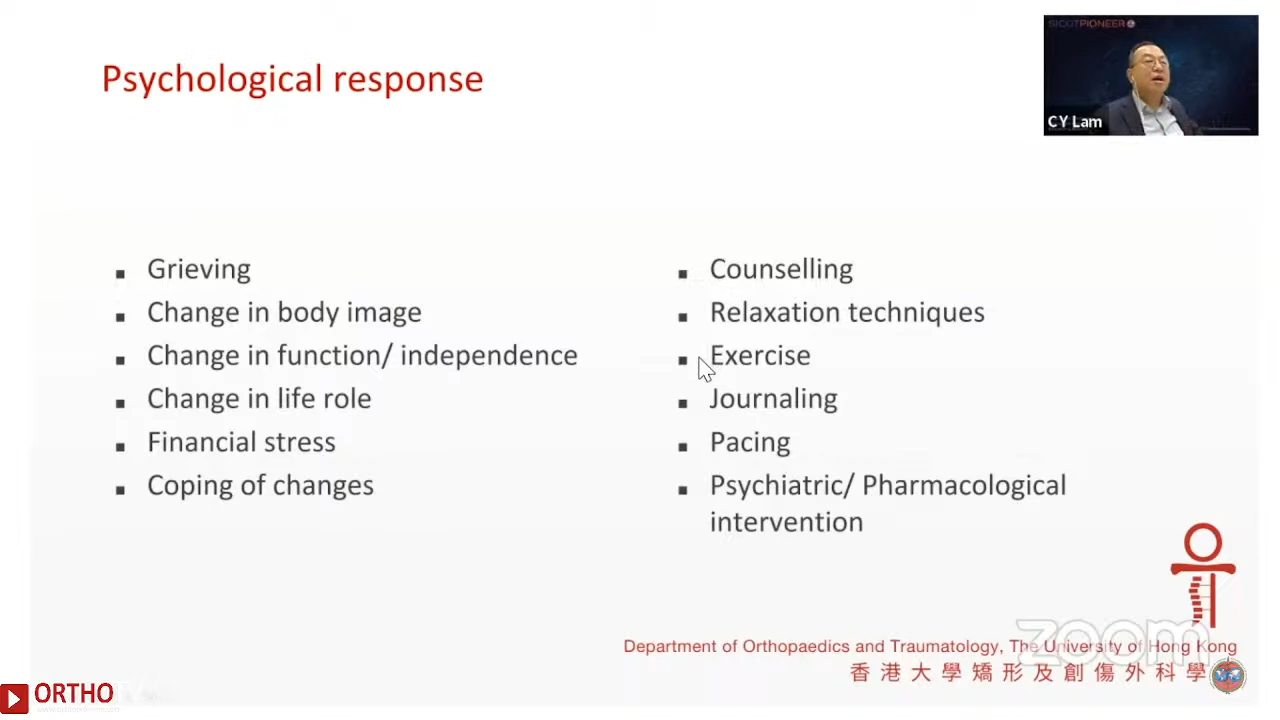 SICOTPIONEER
Psychological response
CY Lam
Grieving
Change in body image
Change in function/ independence
Change in life role
Financial stress
Coping of changes
Counselling
Relaxation techniques
Exercise
Journaling
Pacing
Psychiatric/ Pharmacological
intervention
zoom
Department of Orthopaedics and Traumatology, The University of Hong Kong
香港大學矯形及創傷外科學
ORTHO